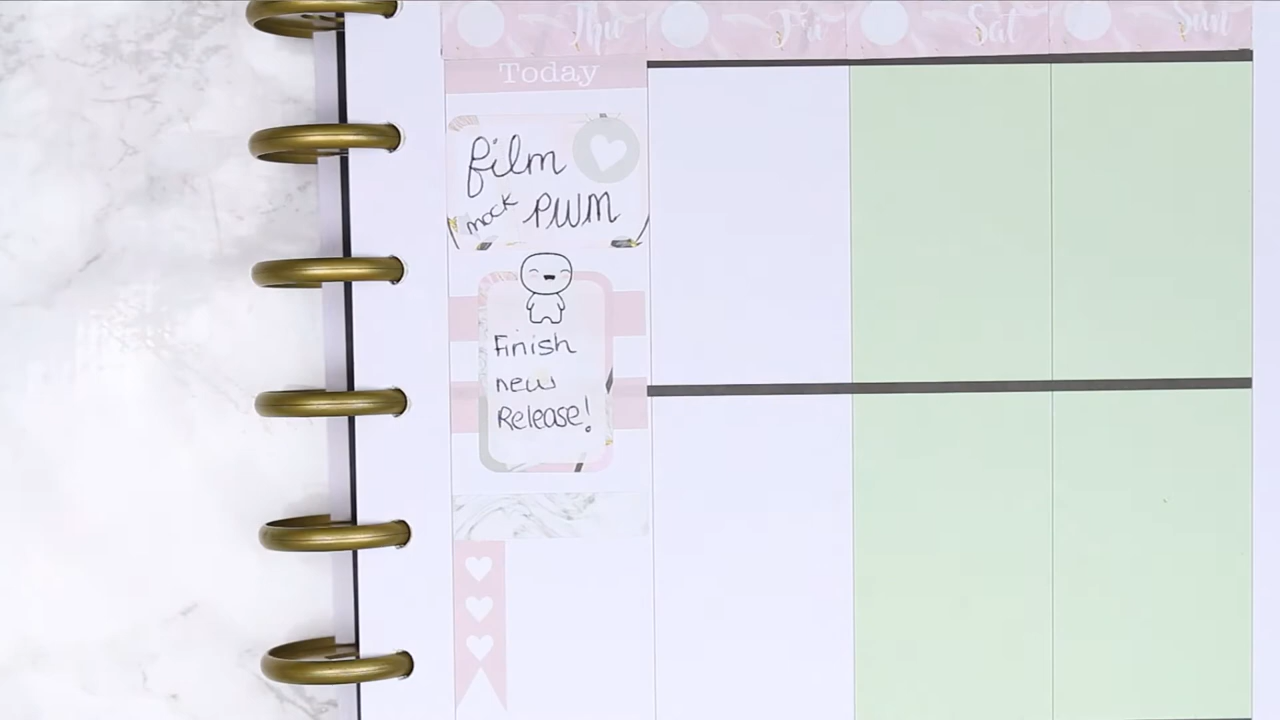 Thu Fri Sat Sun
Today
film
mock PWM
Finish
new
Release!